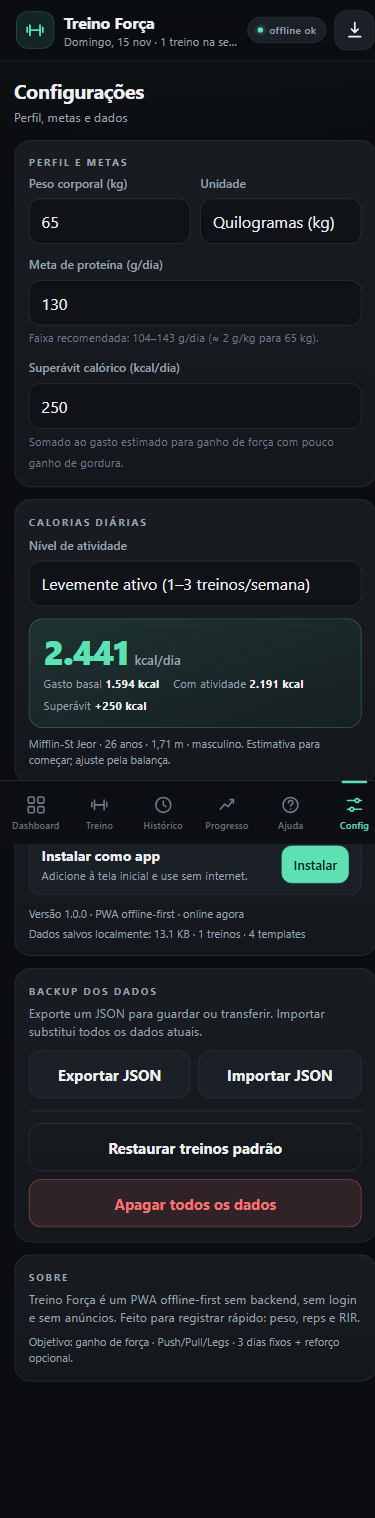 Treino Força
Domingo, 15 nov · 1 treino na se...
offline ok
Configurações
Perfil, metas e dados
PERFIL E METAS
Peso corporal (kg)
Unidade
65
Quilogramas (kg)
Meta de proteína (g/dia)
130
Faixa recomendada: 104–143 g/dia (≈ 2 g/kg para 65 kg).
Superávit calórico (kcal/dia)
250
Somado ao gasto estimado para ganho de força com pouco
ganho de gordura.
CALORIAS DIÁRIAS
Nível de atividade
Levemente ativo (1–3 treinos/semana)
2.441 kcal/dia
Gasto basal 1.594 kcal Com atividade 2.191 kcal
Superávit +250 kcal
Mifflin-St Jeor · 26 anos · 1,71 m · masculino. Estimativa para
começar; ajuste pela balança.
Dashboard
Treino
Histórico
Progresso
Ajuda
Config
Instalar como app
Adicione à tela inicial e use sem internet.
Instalar
Versão 1.0.0 · PWA offline-first · online agora
Dados salvos localmente: 13.1 KB · 1 treinos · 4 templates
BACKUP DOS DADOS
Exporte um JSON para guardar ou transferir. Importar
substitui todos os dados atuais.
Exportar JSON
Importar JSON
Restaurar treinos padrão
Apagar todos os dados
SOBRE
Treino Força é um PWA offline-first sem backend, sem login
e sem anúncios. Feito para registrar rápido: peso, reps e RIR.
Objetivo: ganho de força · Push/Pull/Legs · 3 dias fixos + reforço
opcional.